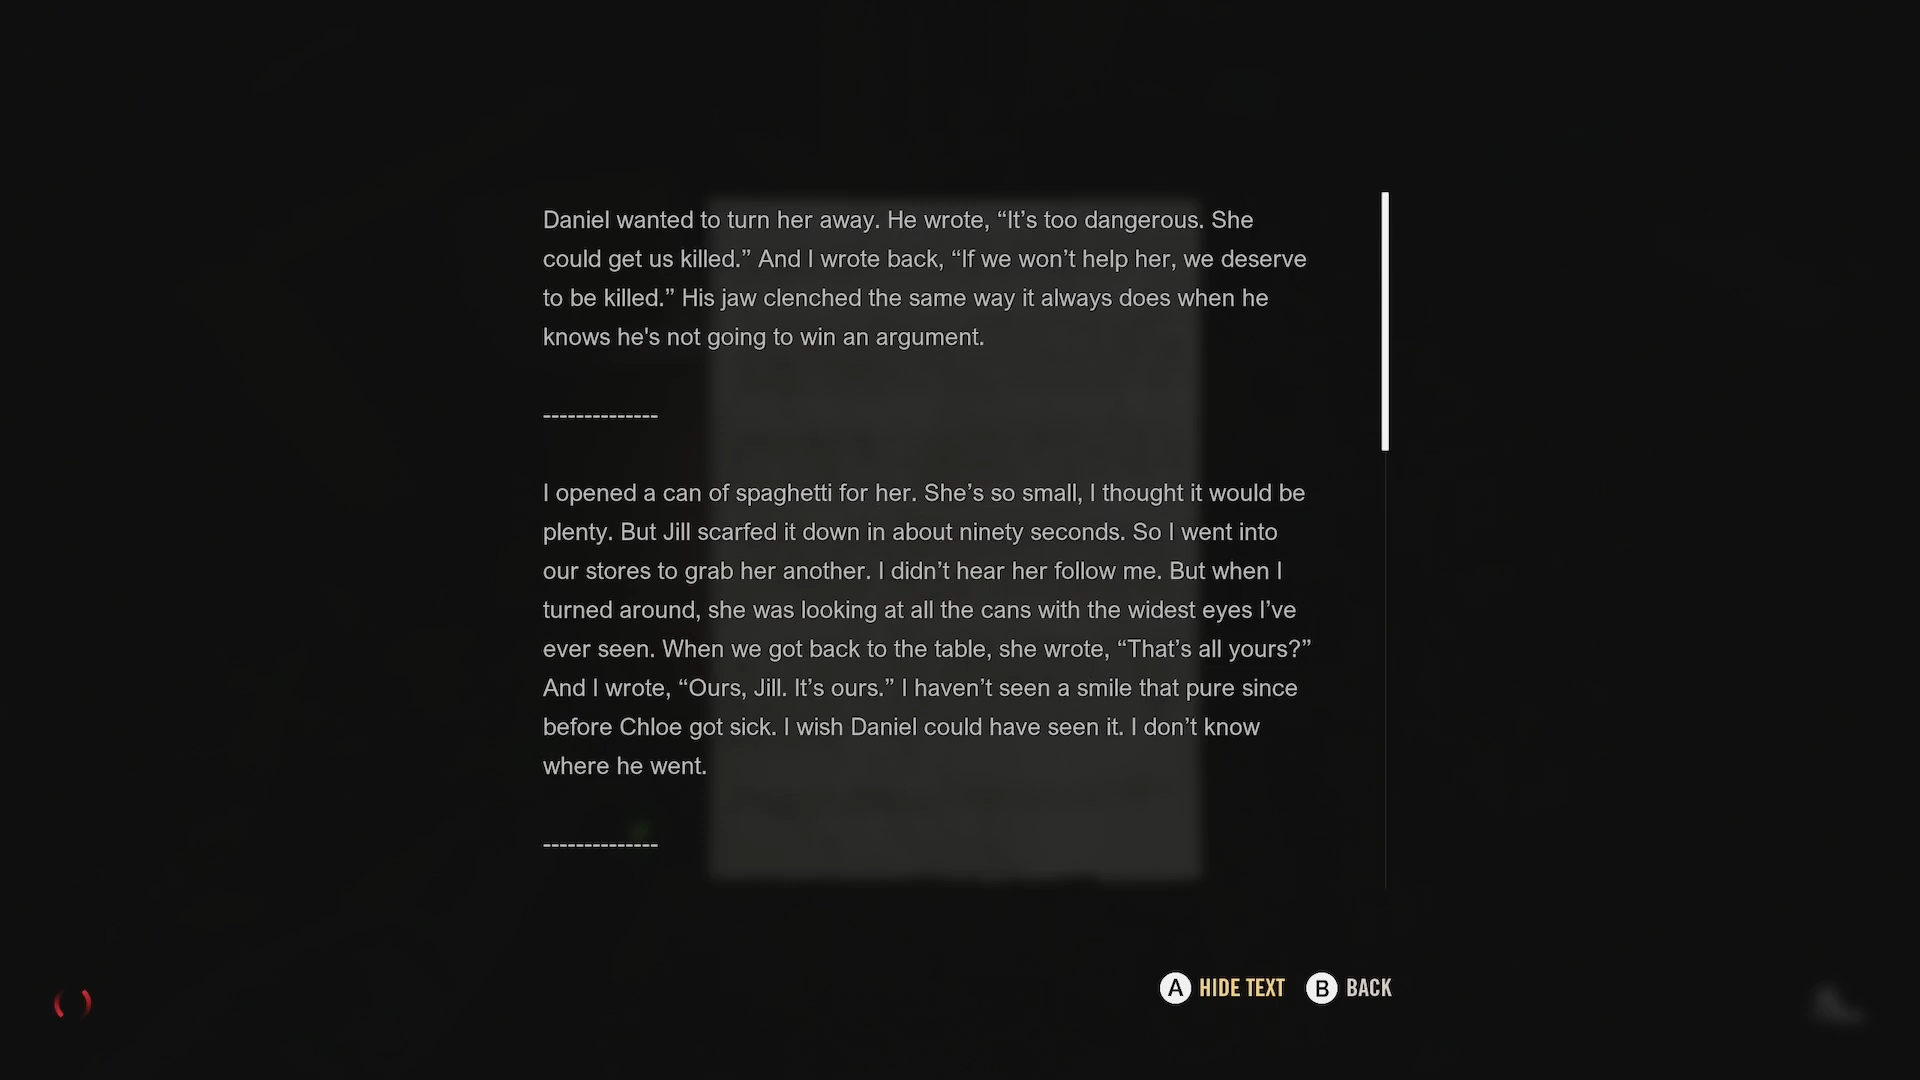 Daniel wanted to turn her away. He wrote, “It’s too dangerous. She
could get us killed.” And I wrote back, “If we won’t help her, we deserve
to be killed.” His jaw clenched the same way it always does when he
knows he's not going to win an argument.
--------------
I opened a can of spaghetti for her. She’s so small, I thought it would be
plenty. But Jill scarfed it down in about ninety seconds. So I went into
our stores to grab her another. I didn’t hear her follow me. But when I
turned around, she was looking at all the cans with the widest eyes I’ve
ever seen. When we got back to the table, she wrote, “That’s all yours?”
And I wrote, “Ours, Jill. It’s ours.” I haven’t seen a smile that pure since
before Chloe got sick. I wish Daniel could have seen it. I don’t know
where he went.
--------------
A HIDE TEXT B BACK